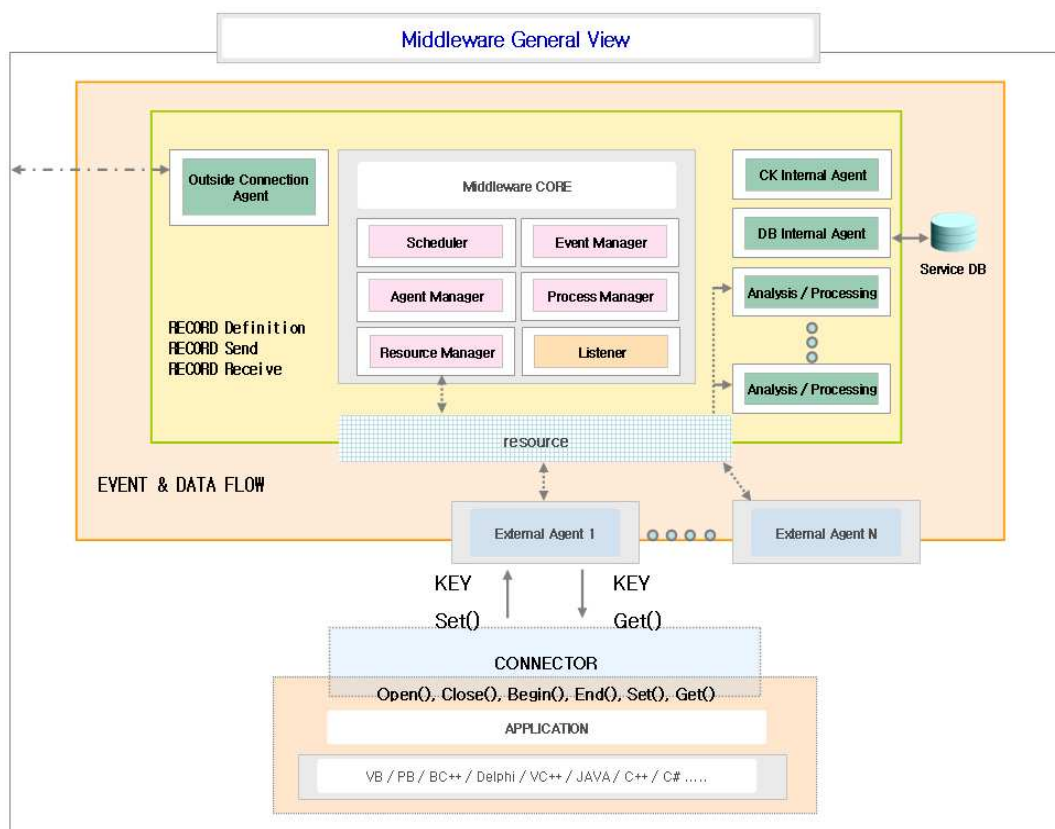 Middleware General View
Outside Connection
Agent
Middleware CORE
Scheduler
Event Manager
Agent Manager
Process Manager
Resource Manager
Listener
CK Internal Agent
DB Internal Agent
Service DB
Analysis / Processing
Analysis / Processing
RECORD Definition
RECORD Send
RECORD Receive
resource
EVENT & DATA FLOW
External Agent 1
External Agent N
KEY
Set()
KEY
Get()
CONNECTOR
Open(), Close(), Begin(), End(), Set(), Get()
APPLICATION
VB / PB / BC++ / Delphi / VC++ / JAVA / C++ / C# .....